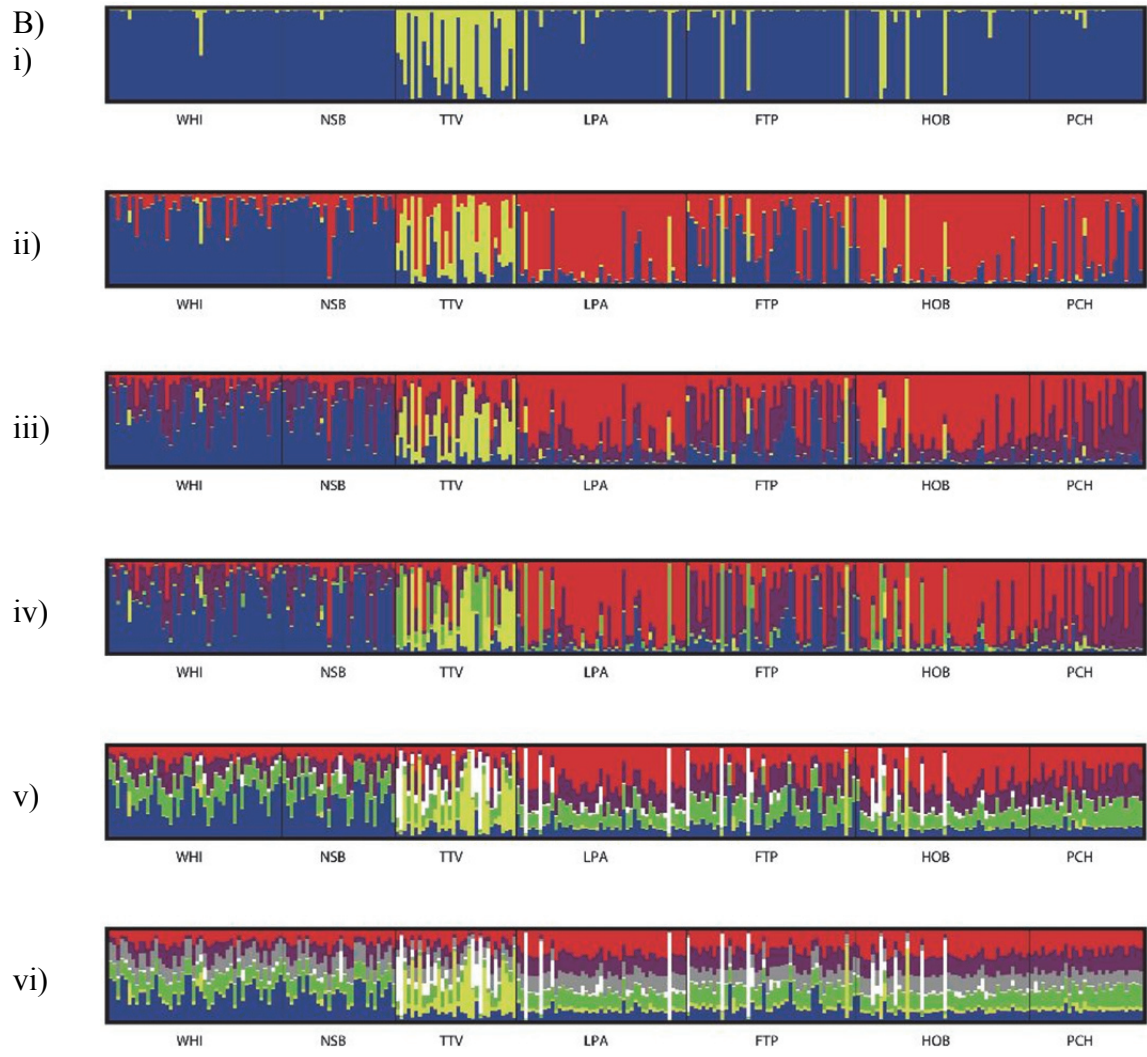 B)
i)
WHI NSB TTV LPA FTP HOB PCH
ii)
WHI NSB TTV LPA FTP HOB PCH
iii)
WHI NSB TTV LPA FTP HOB PCH
iv)
WHI NSB TTV LPA FTP HOB PCH
v)
WHI NSB TTV LPA FTP HOB PCH
vi)
WHI NSB TTV LPA FTP HOB PCH